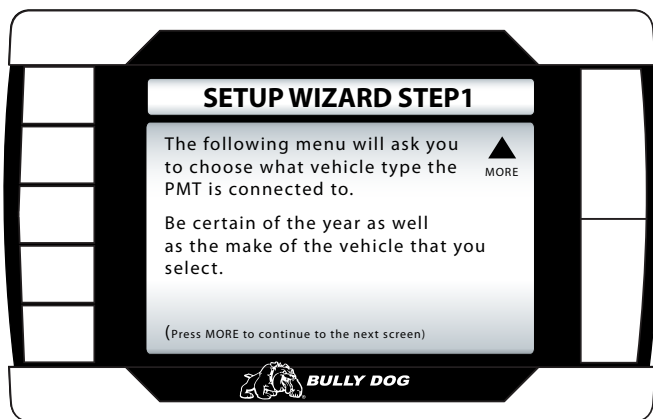 SETUP WIZARD STEP1
The following menu will ask you
to choose what vehicle type the
PMT is connected to.
MORE
Be certain of the year as well
as the make of the vehicle that you
select.
(Press MORE to continue to the next screen)
BULLY DOG